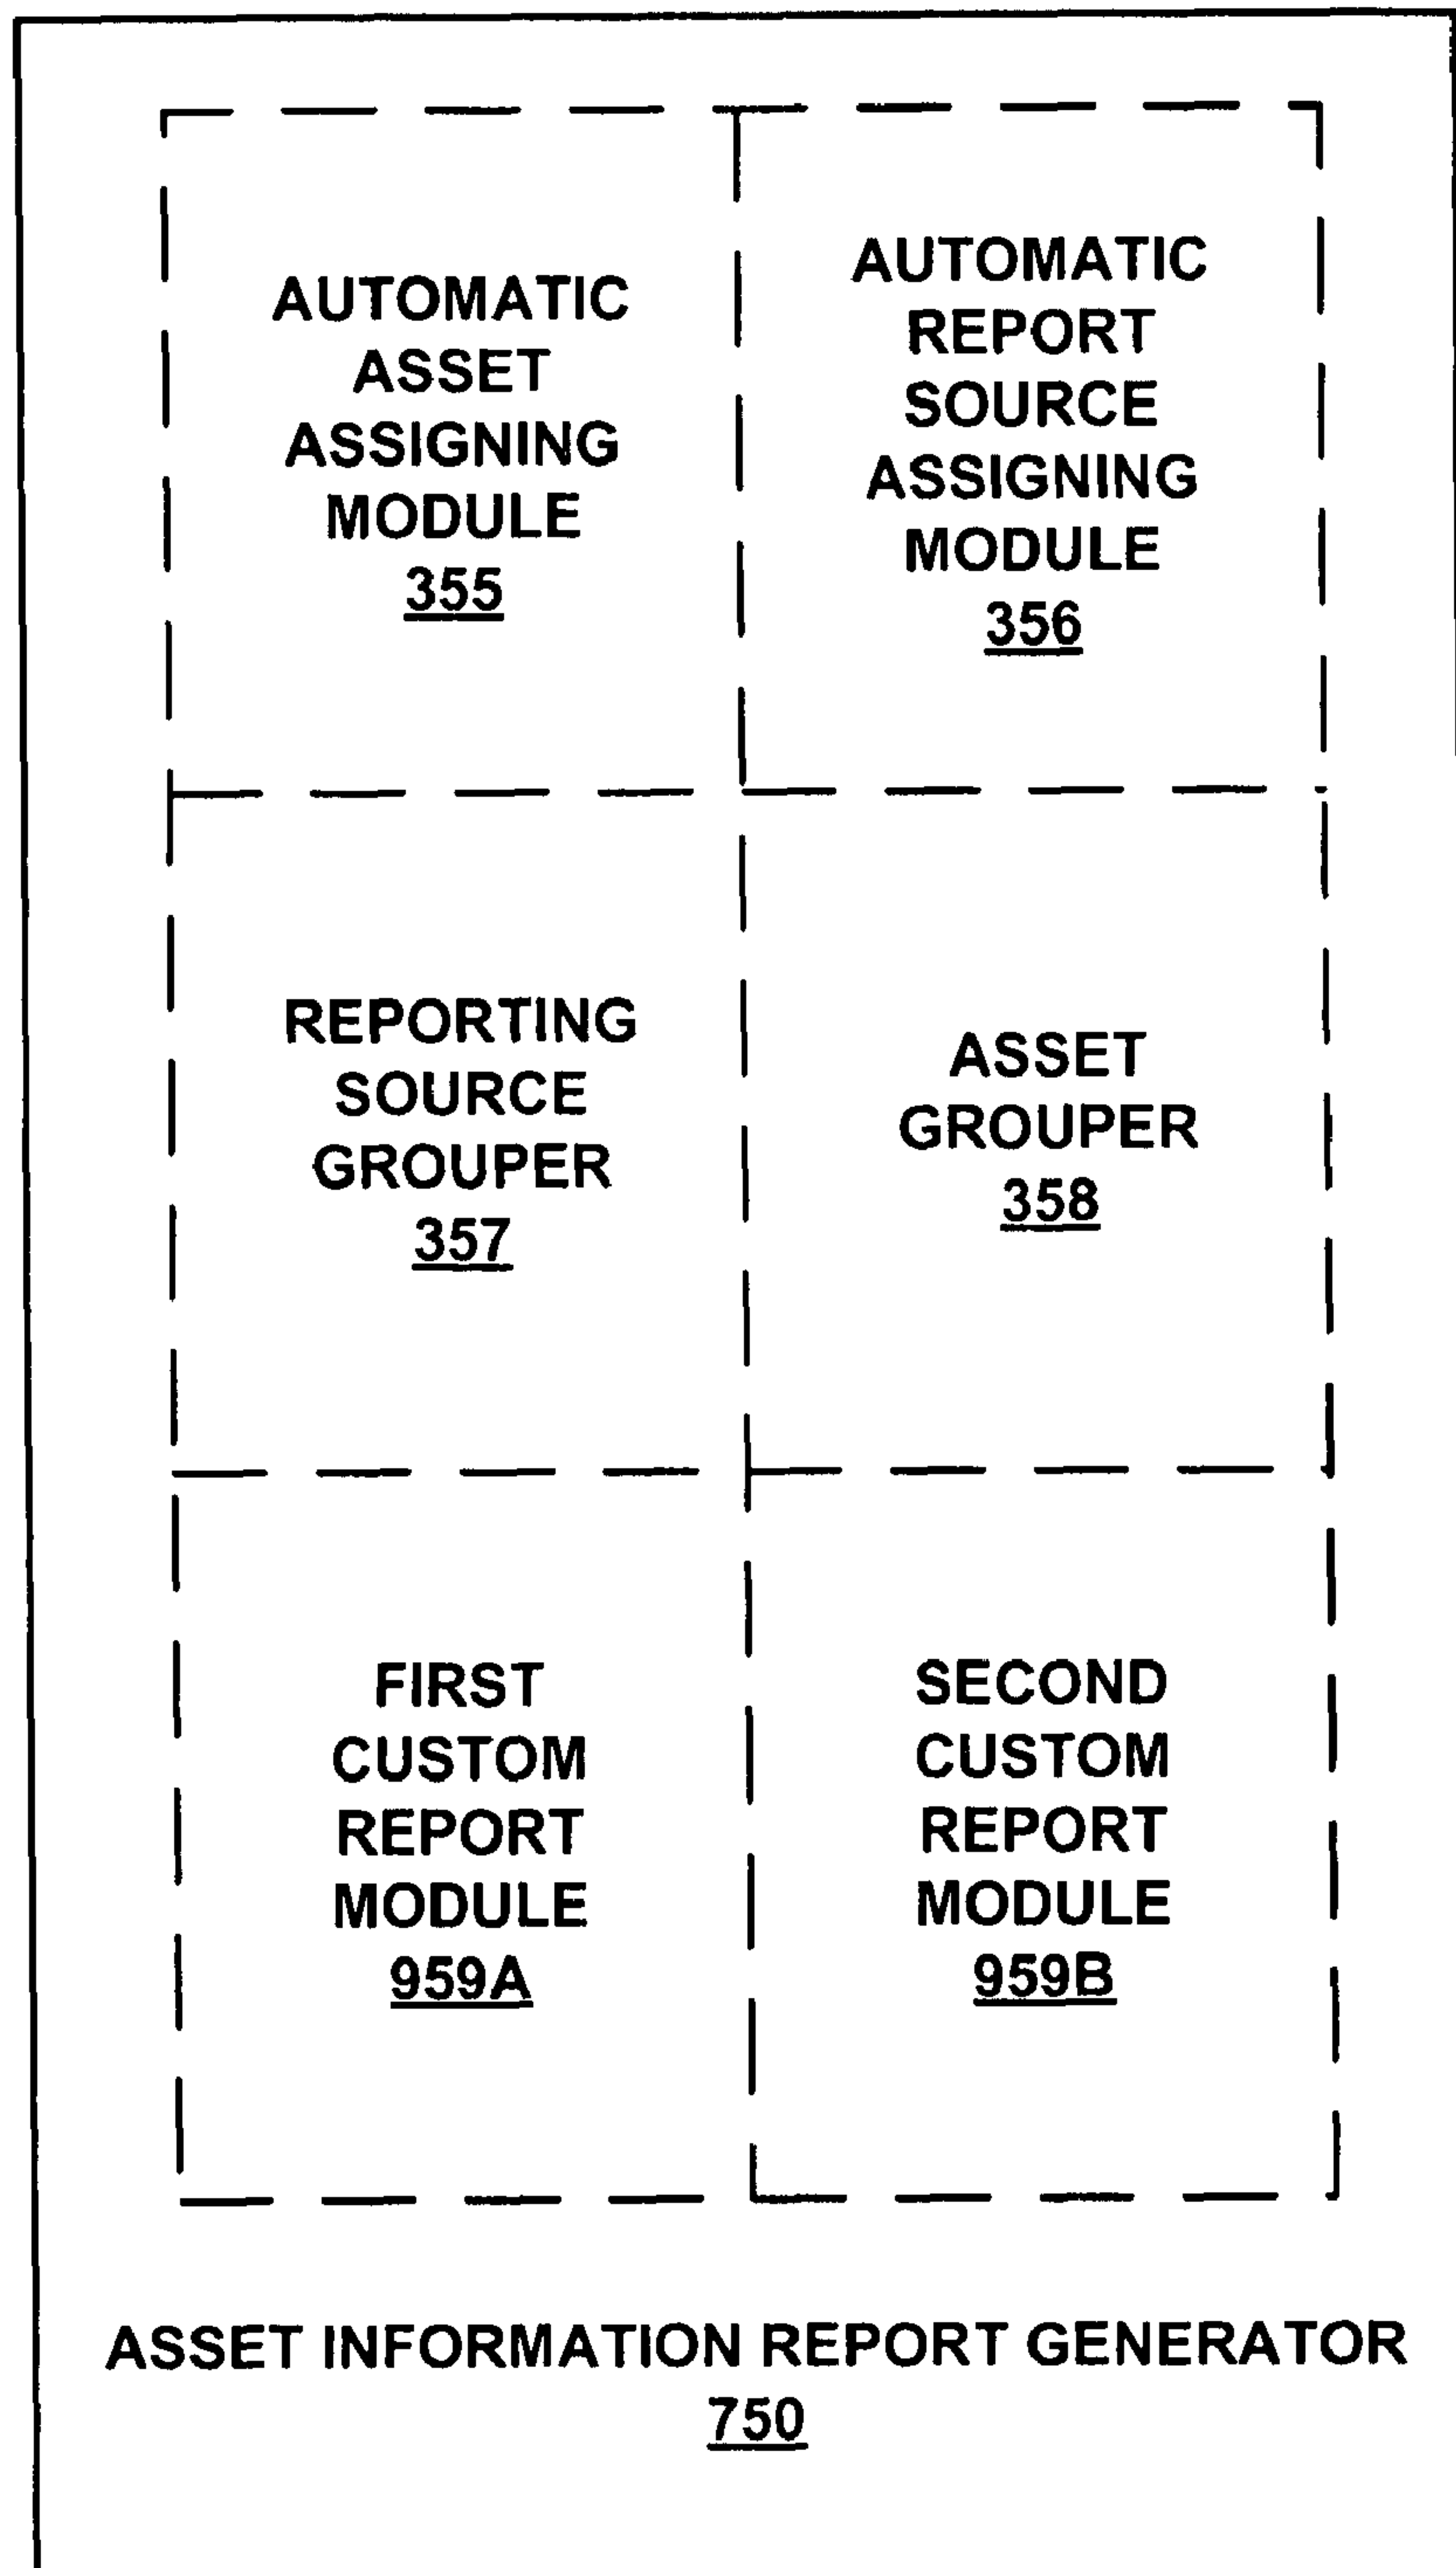 AUTOMATIC
ASSET
ASSIGNING
MODULE
355
AUTOMATIC
REPORT
SOURCE
ASSIGNING
MODULE
356
REPORTING
SOURCE
GROUPER
357
ASSET
GROUPER
358
FIRST
CUSTOM
REPORT
MODULE
959A
SECOND
CUSTOM
REPORT
MODULE
959B
ASSET INFORMATION REPORT GENERATOR
750